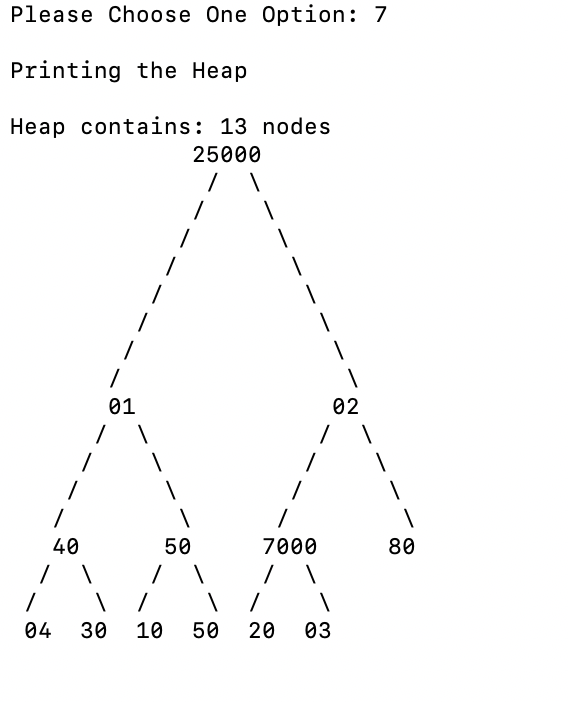 Please Choose One Option: 7
Printing the Heap
Heap contains: 13 nodes
25000
/ \
/ \
/ \
/ \
/ \
/ \
/ \
/ \
01 02
/ \ / \
/ \ / \
/ \ / \
/ \ / \
40 50 7000 80
/ \ / \ / \
/ \ / \ / \
04 30 10 50 20 03